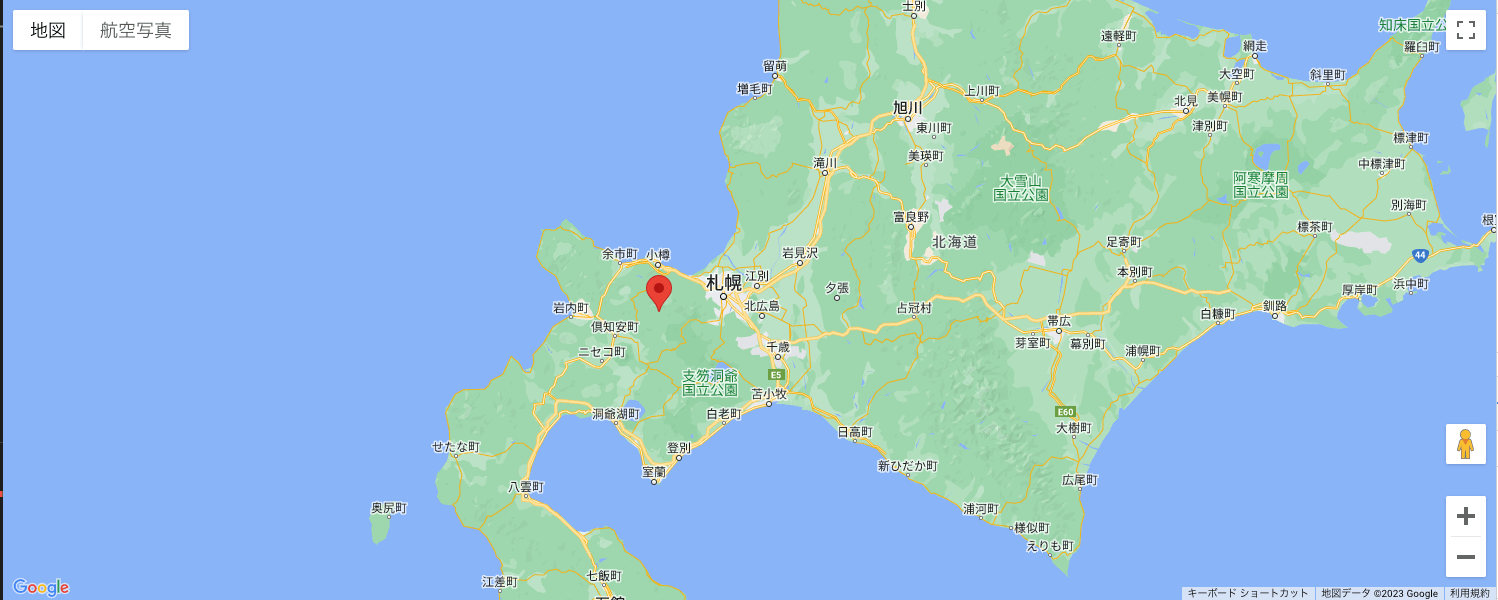 地図 航空写真
士別
知床国立公
羅臼町
遠軽町
網走
留萌
大空町
斜里町
増毛町
上川町
北見
美幌町
旭川
東川町
津別町
標津町
滝川
美瑛町
中標津町
大雪山
国立公園
阿寒摩周
国立公園
別海町
富良野
標茶町
根
北海道
足寄町
余市町
小樽
岩見沢
44
札幌
江別
本別町
夕張
浜中町
厚岸町
岩内町
北広島
占冠村
釧路
白糠町
帯広
倶知安町
芽室町
幕別町
ニセコ町
千歳
浦幌町
支笏洞爺
国立公園
E5
苫小牧
洞爺湖町
白老町
E60
大樹町
日高町
せたな町
登別
新ひだか町
室蘭
広尾町
八雲町
奥尻町
浦河町
様似町
えりも町
江差町
七飯町
Google
キーボード ショートカット
地図データ ©2023 Google
利用規約